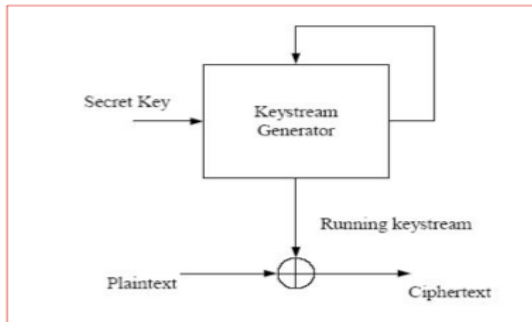 Secret Key
Keystream
Generator
Running keystream
Plaintext
Ciphertext